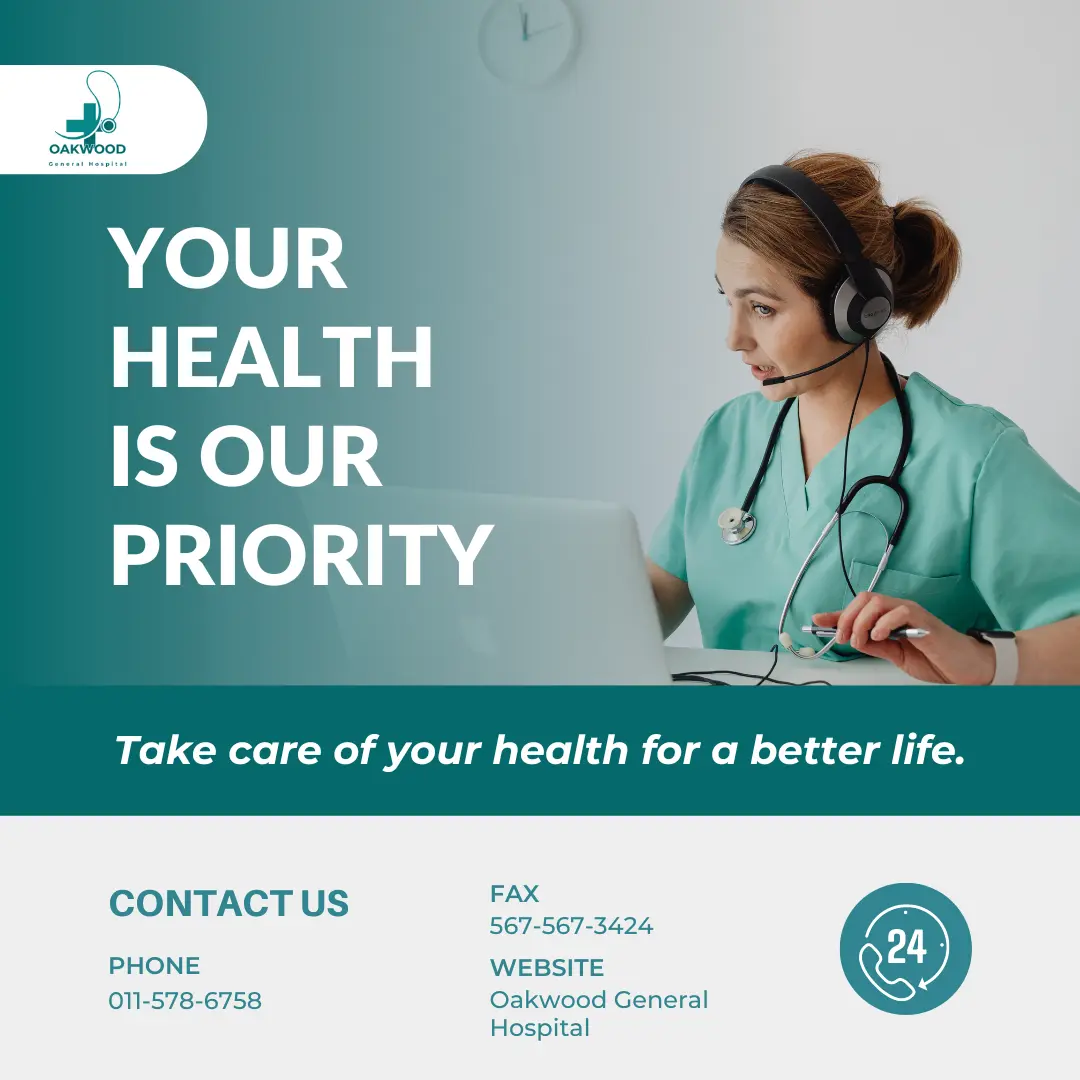 OAKWOOD
General Hospital
YOUR
HEALTH
IS OUR
PRIORITY
Take care of your health for a better life.
CONTACT US
PHONE
011-578-6758
FAX
567-567-3424
WEBSITE
Oakwood General
Hospital
24